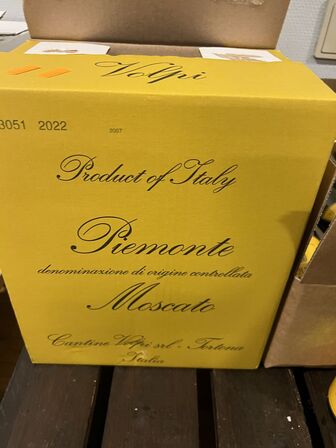 Volpi
3051 2022 2007
Product of Italy
Piemonte
denominazione di origine controllata
Moscato
Cantine Volpi srl - Tortona
Italia